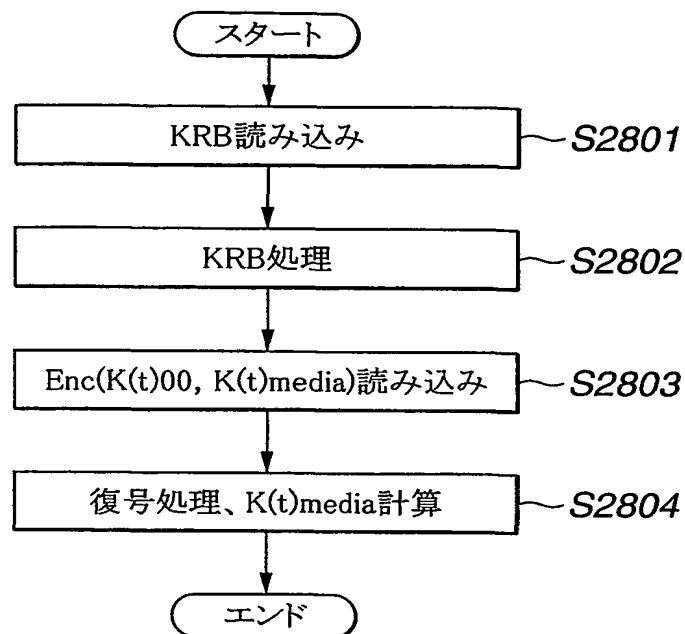 スタート
KRB読み込み S2801
KRB処理 S2802
Enc(K(t)00, K(t)media)読み込み S2803
復号処理、K(t)media計算 S2804
エンド